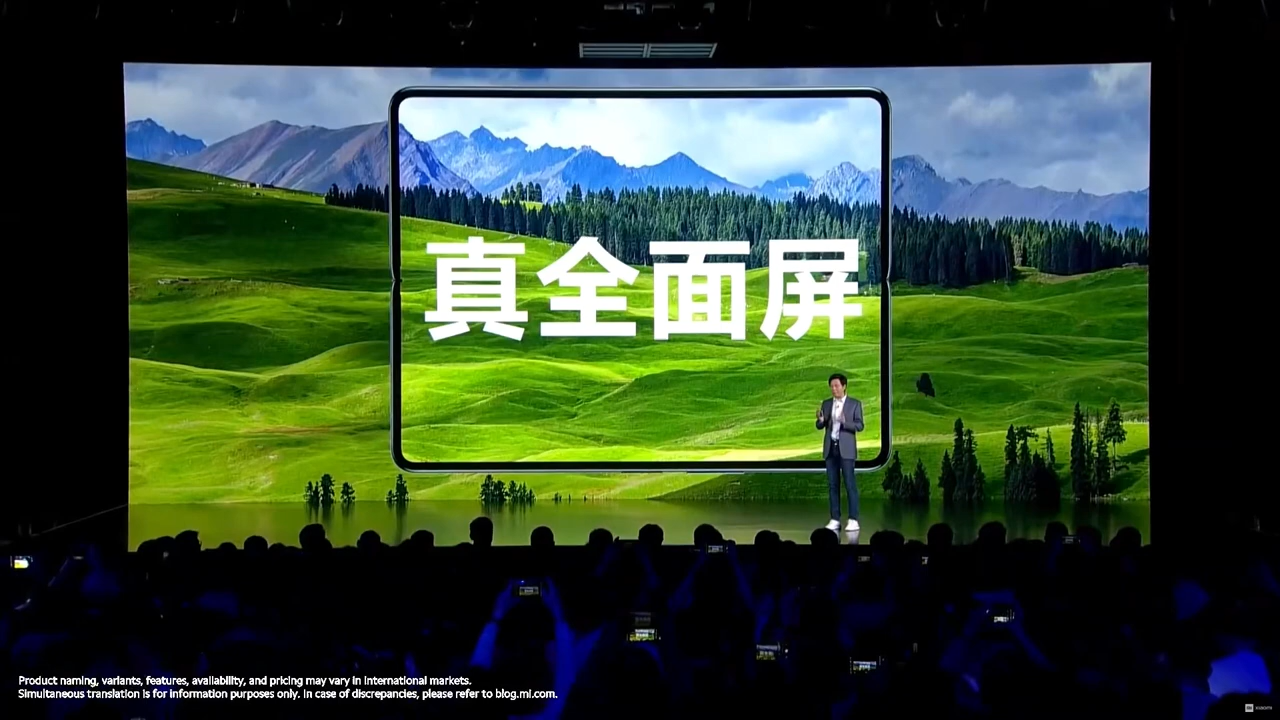 真全面屏
Product naming, variants, features, availability, and pricing may vary in international markets.
Simultaneous translation is for information purposes only. In case of discrepancies, please refer to blog.mi.com.
XIAOMI